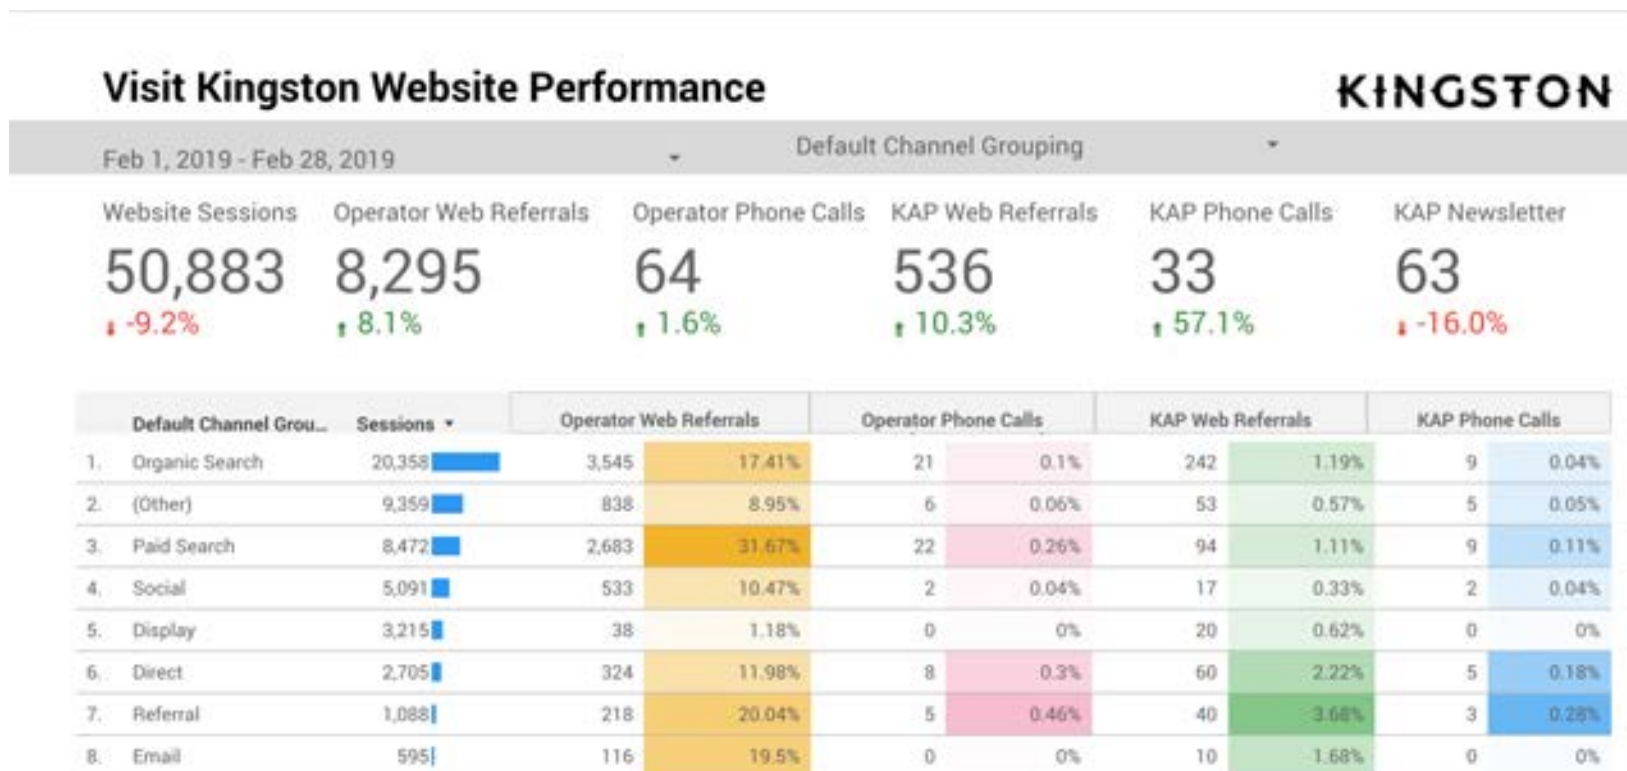 Visit Kingston Website Performance
KINGSTON
Feb 1, 2019 - Feb 28, 2019
Default Channel Grouping
Website Sessions Operator Web Referrals Operator Phone Calls KAP Web Referrals KAP Phone Calls KAP Newsletter
50,883 8,295 64 536 33 63
-9.2% 8.1% 1.6% 10.3% 57.1% -16.0%
Default Channel Grou... Sessions Operator Web Referrals Operator Phone Calls KAP Web Referrals KAP Phone Calls
1. Organic Search 20,358 3,545 17.41% 21 0.1% 242 1.19% 9 0.04%
2. (Other) 9,359 838 8.95% 6 0.06% 53 0.57% 5 0.05%
3. Paid Search 8,472 2,683 31.67% 22 0.26% 94 1.11% 9 0.11%
4. Social 5,091 533 10.47% 2 0.04% 17 0.33% 2 0.04%
5. Display 3,215 38 1.18% 0 0% 20 0.62% 0 0%
6. Direct 2,705 324 11.98% 8 0.3% 60 2.22% 5 0.18%
7. Referral 1,088 218 20.04% 5 0.46% 40 3.68% 3 0.28%
8. Email 595 116 19.5% 0 0% 10 1.68% 0 0%